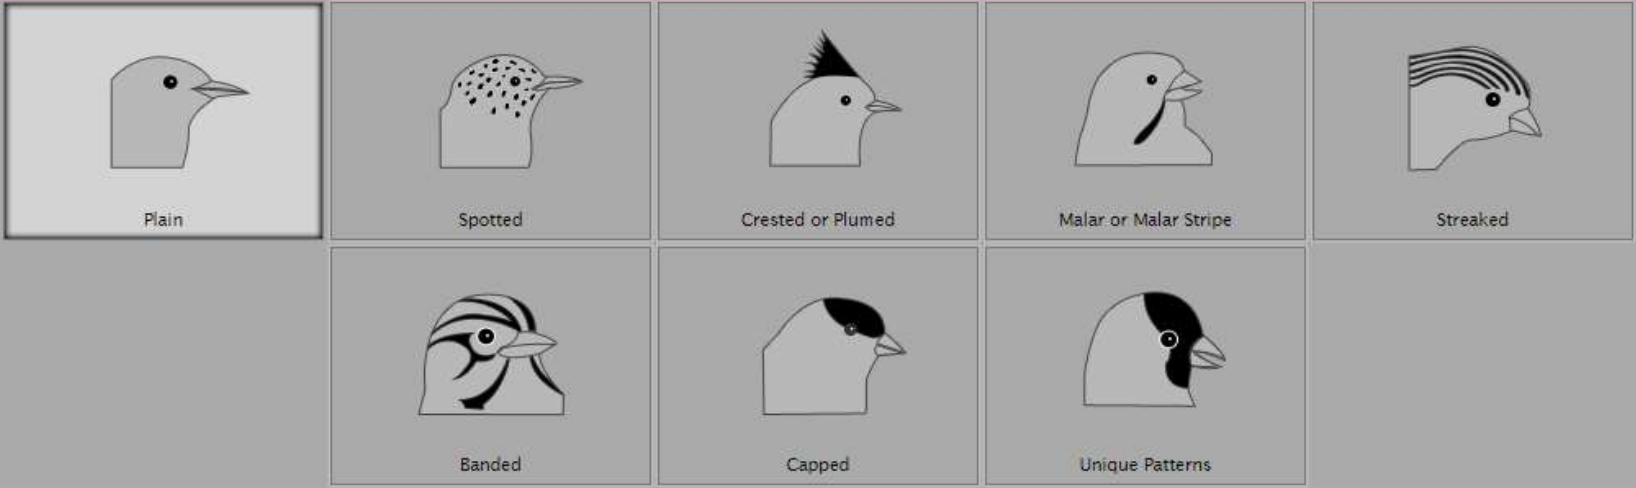 Plain
Spotted
Crested or Plumed
Malar or Malar Stripe
Streaked
Banded
Capped
Unique Patterns